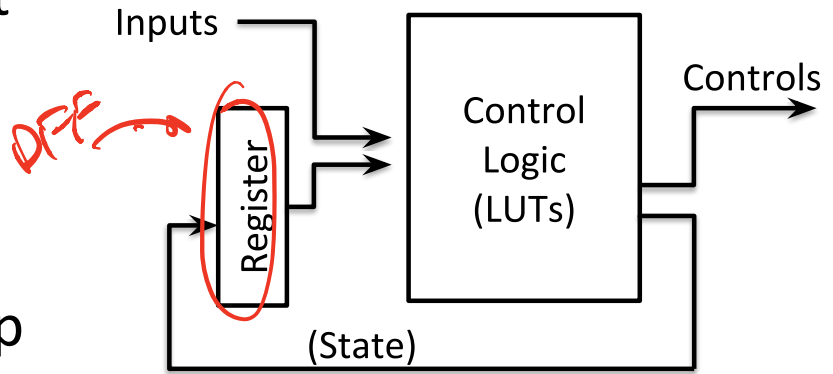 t
Inputs
Controls
DFF
Control
Logic
(LUTs)
Register
p
(State)